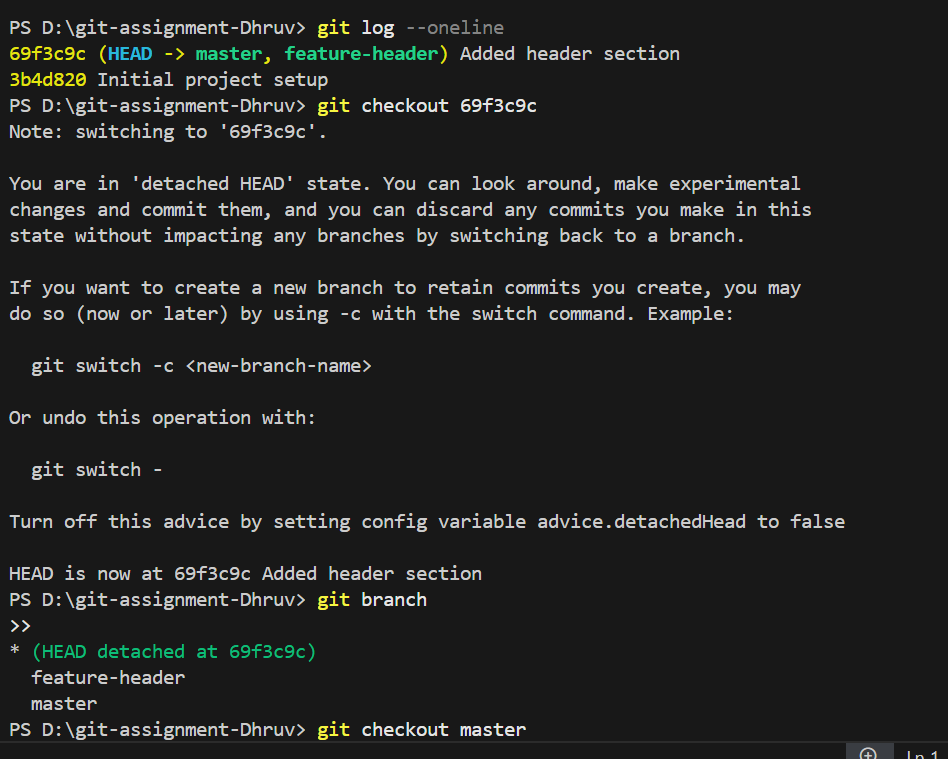 PS D:\git-assignment-Dhruv> git log --oneline
69f3c9c (HEAD -> master, feature-header) Added header section
3b4d820 Initial project setup
PS D:\git-assignment-Dhruv> git checkout 69f3c9c
Note: switching to '69f3c9c'.
You are in 'detached HEAD' state. You can look around, make experimental
changes and commit them, and you can discard any commits you make in this
state without impacting any branches by switching back to a branch.
If you want to create a new branch to retain commits you create, you may
do so (now or later) by using -c with the switch command. Example:
git switch -c <new-branch-name>
Or undo this operation with:
git switch -
Turn off this advice by setting config variable advice.detachedHead to false
HEAD is now at 69f3c9c Added header section
PS D:\git-assignment-Dhruv> git branch
>>
* (HEAD detached at 69f3c9c)
feature-header
master
PS D:\git-assignment-Dhruv> git checkout master
Ln 1